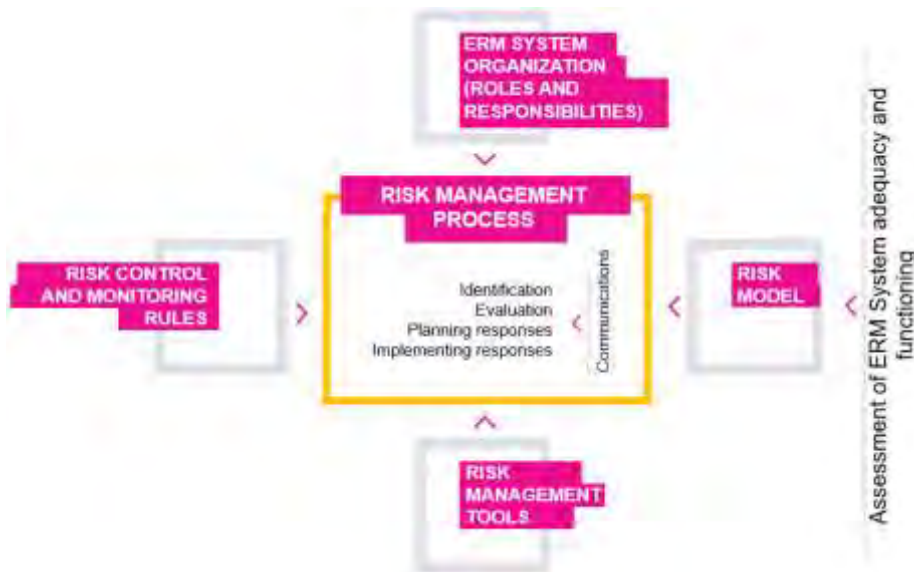 ERM SYSTEM
ORGANIZATION
(ROLES AND
RESPONSIBILITIES)
RISK MANAGEMENT
PROCESS
RISK CONTROL
AND MONITORING
RULES
Identification
Evaluation
Planning responses
Implementing responses
Communications
RISK
MODEL
Assessment of ERM System adequacy and
functioning
RISK
MANAGEMENT
TOOLS